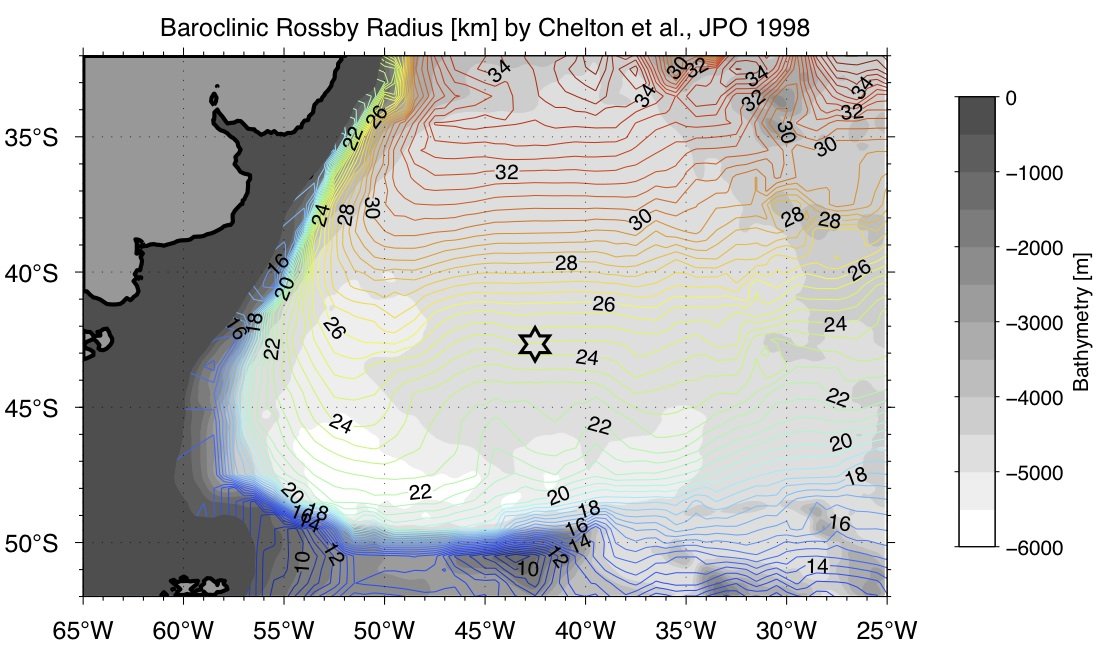 Baroclinic Rossby Radius [km] by Chelton et al., JPO 1998
34 30 32 34 34
34 32 32
22 26 30 30
32
24 28 30 30 28 28
16 28 26
20 26
16 18 26 24
22 24
22
24 22 20
20 22 20 18
16 18 18 16
14 16 14
10 12 12 10 14
35°S
40°S
45°S
50°S
65°W 60°W 55°W 50°W 45°W 40°W 35°W 30°W 25°W
0
−1000
−2000
−3000
−4000
−5000
−6000
Bathymetry [m]